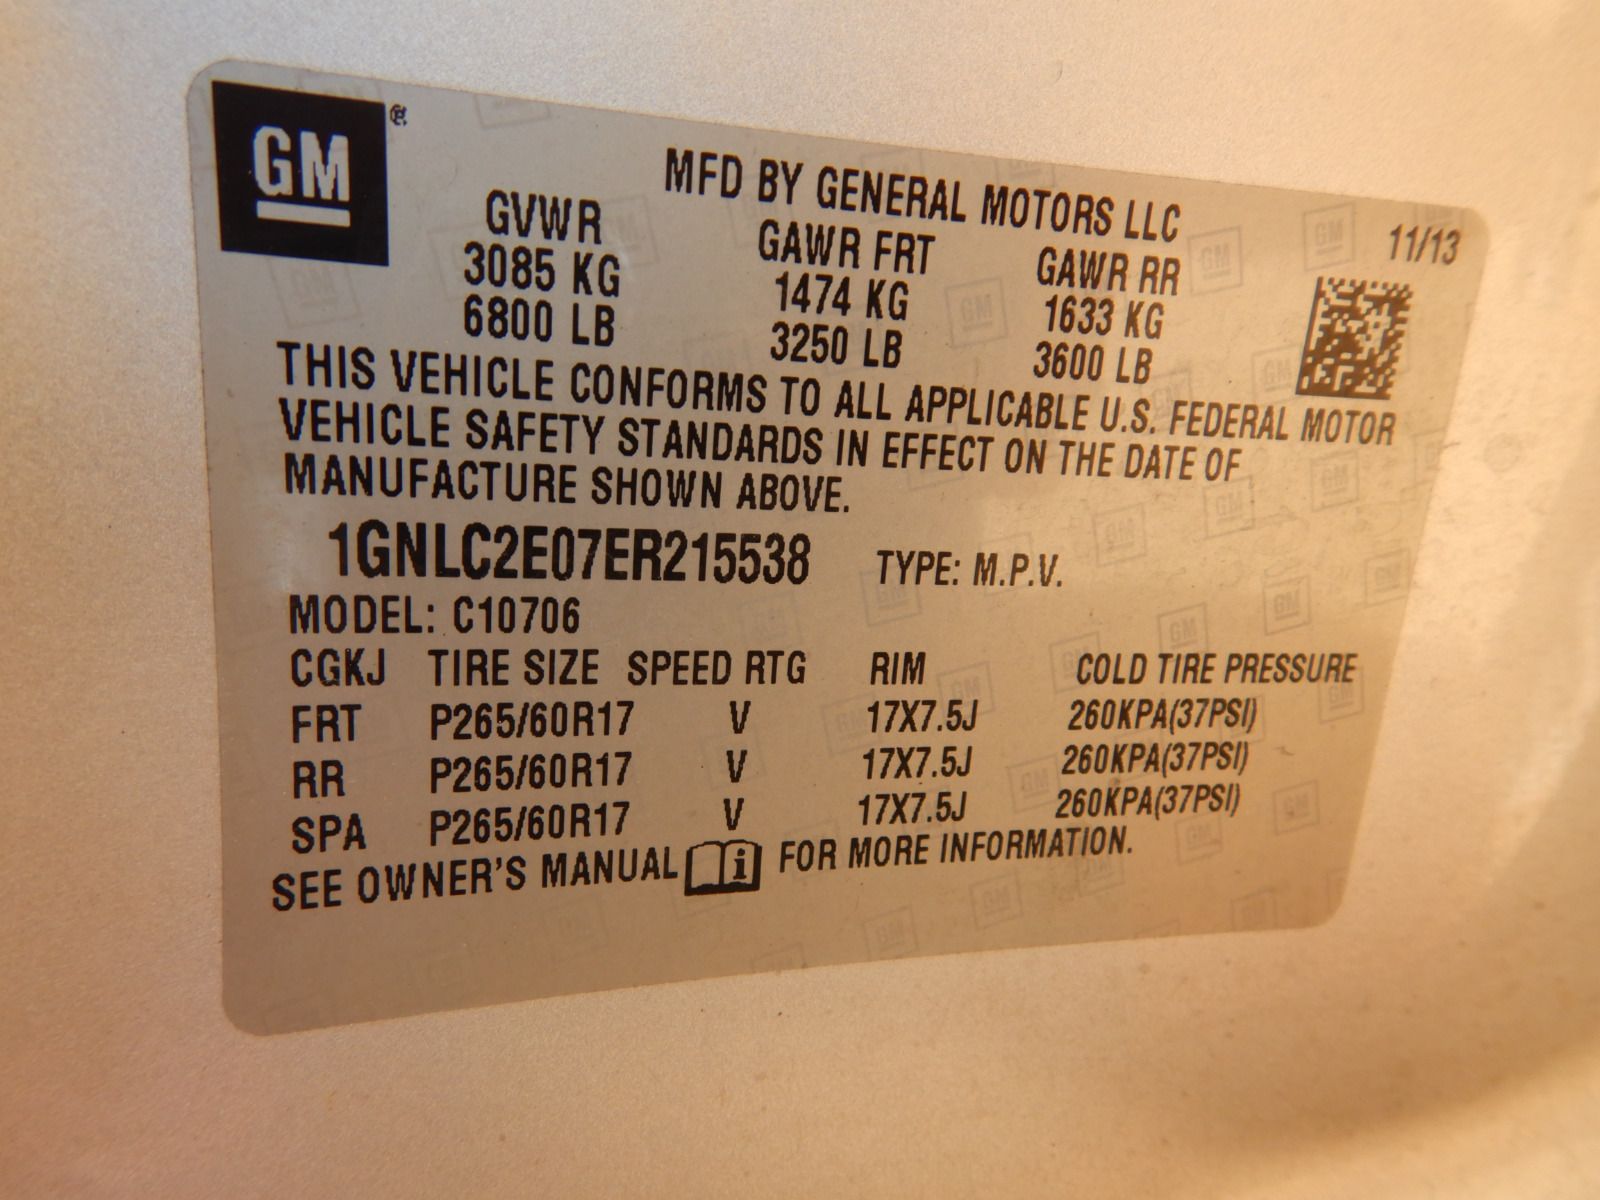 GM ®
MFD BY GENERAL MOTORS LLC
11/13
GVWR GAWR FRT GAWR RR
3085 KG 1474 KG 1633 KG
6800 LB 3250 LB 3600 LB
THIS VEHICLE CONFORMS TO ALL APPLICABLE U.S. FEDERAL MOTOR
VEHICLE SAFETY STANDARDS IN EFFECT ON THE DATE OF
MANUFACTURE SHOWN ABOVE.
1GNLC2E07ER215538 TYPE: M.P.V.
MODEL: C10706
CGKJ TIRE SIZE SPEED RTG RIM COLD TIRE PRESSURE
FRT P265/60R17 V 17X7.5J 260KPA(37PSI)
RR P265/60R17 V 17X7.5J 260KPA(37PSI)
SPA P265/60R17 V 17X7.5J 260KPA(37PSI)
SEE OWNER'S MANUAL i FOR MORE INFORMATION.